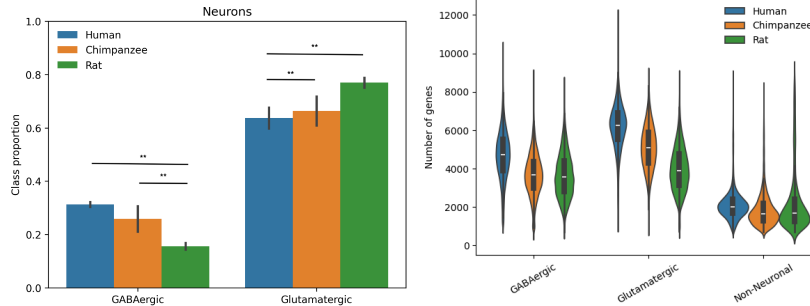 Neurons
Class proportion
1.0
0.8
0.6
0.4
0.2
0.0
Human
Chimpanzee
Rat
**
**
**
**
GABAergic
Glutamatergic
Number of genes
12000
10000
8000
6000
4000
2000
0
Human
Chimpanzee
Rat
GABAergic
Glutamatergic
Non-Neuronal